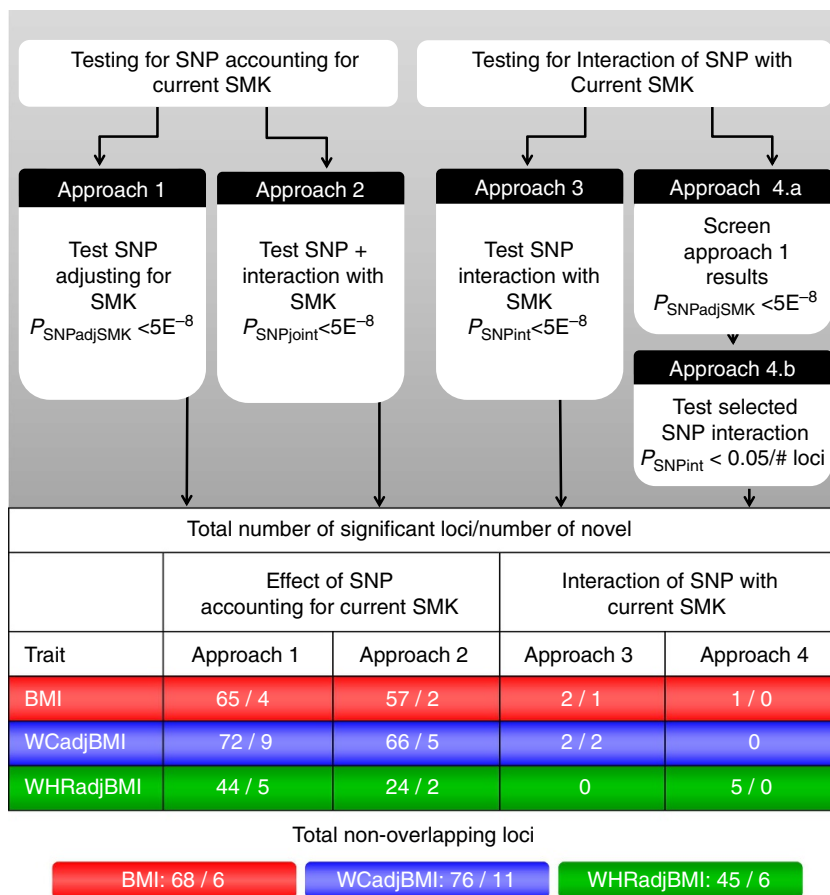 Testing for SNP accounting for
current SMK
Testing for Interaction of SNP with
Current SMK
Approach 1
Test SNP
adjusting for
SMK
P_SNPadjSMK <5E^–8
Approach 2
Test SNP +
interaction with
SMK
P_SNPjoint<5E^–8
Approach 3
Test SNP
interaction with
SMK
P_SNPint<5E^–8
Approach 4.a
Screen
approach 1
results
P_SNPadjSMK <5E^–8
Approach 4.b
Test selected
SNP interaction
P_SNPint < 0.05/# loci
Total number of significant loci/number of novel
Effect of SNP
accounting for current SMK
Interaction of SNP with
current SMK
Trait Approach 1 Approach 2 Approach 3 Approach 4
BMI 65 / 4 57 / 2 2 / 1 1 / 0
WCadjBMI 72 / 9 66 / 5 2 / 2 0
WHRadjBMI 44 / 5 24 / 2 0 5 / 0
Total non-overlapping loci
BMI: 68 / 6 WCadjBMI: 76 / 11 WHRadjBMI: 45 / 6